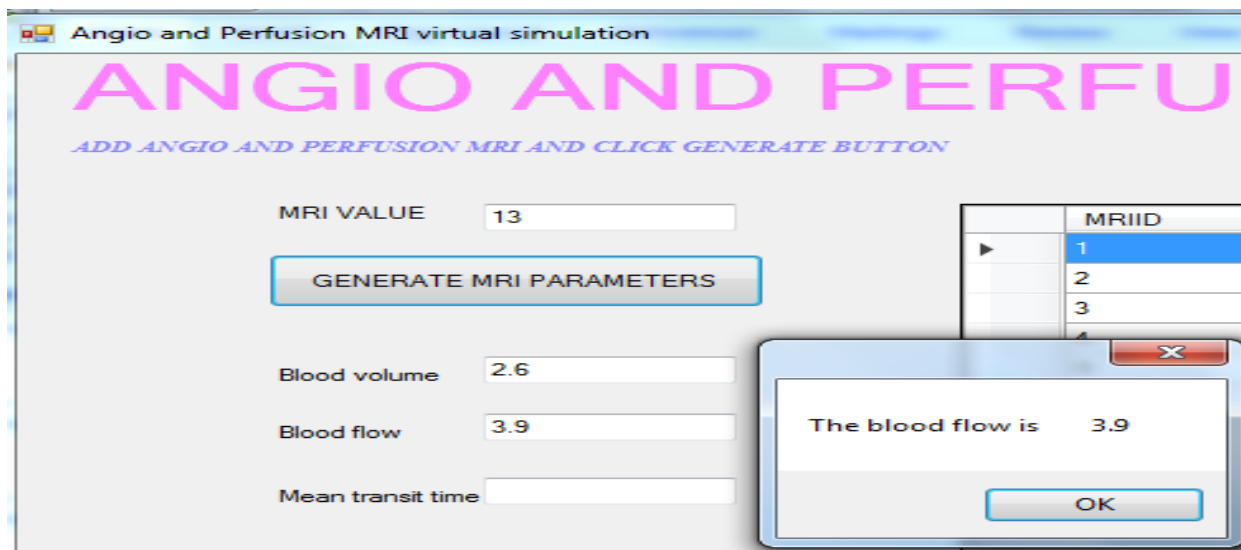 Angio and Perfusion MRI virtual simulation
ANGIO AND PERFU
ADD ANGIO AND PERFUSION MRI AND CLICK GENERATE BUTTON
MRI VALUE 13
GENERATE MRI PARAMETERS
MRIID
1
2
3
4
Blood volume 2.6
Blood flow 3.9
Mean transit time
The blood flow is 3.9
OK